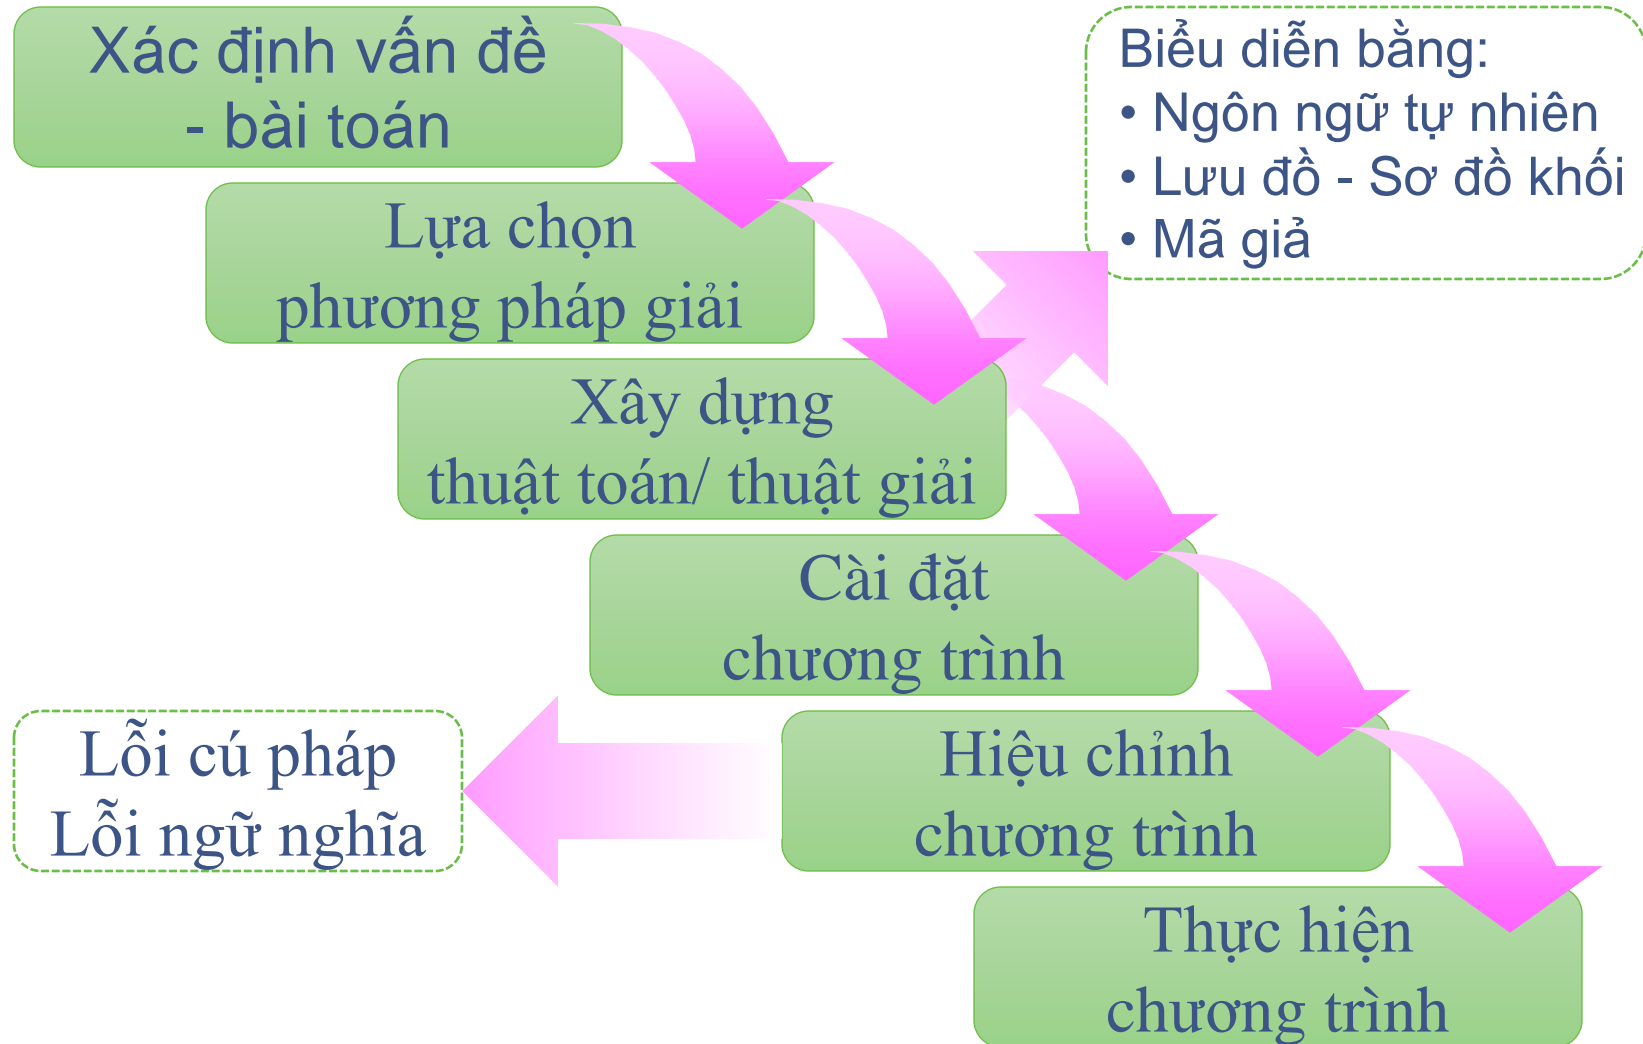 Xác định vấn đề
- bài toán
Biểu diễn bằng:
• Ngôn ngữ tự nhiên
• Lưu đồ - Sơ đồ khối
• Mã giả
Lựa chọn
phương pháp giải
Xây dựng
thuật toán/ thuật giải
Cài đặt
chương trình
Hiệu chỉnh
chương trình
Lỗi cú pháp
Lỗi ngữ nghĩa
Thực hiện
chương trình